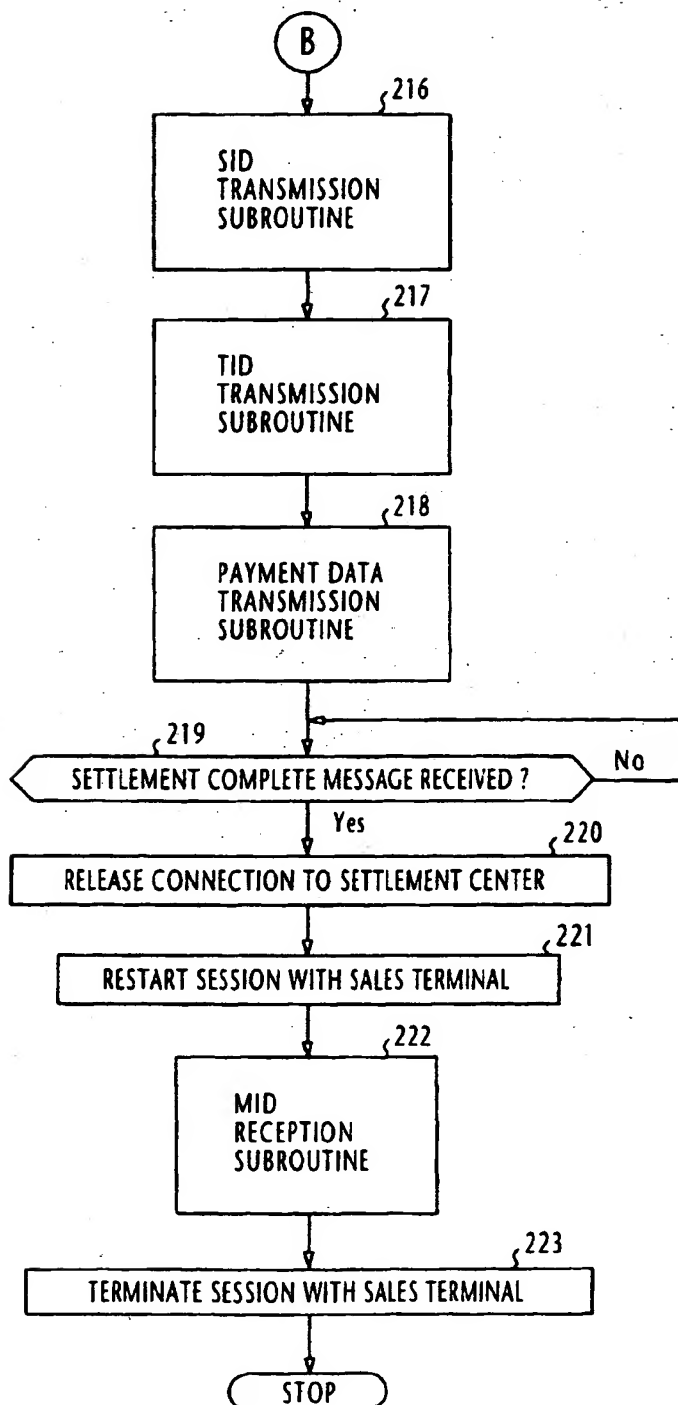 B
216
SID
TRANSMISSION
SUBROUTINE
217
TID
TRANSMISSION
SUBROUTINE
218
PAYMENT DATA
TRANSMISSION
SUBROUTINE
219
SETTLEMENT COMPLETE MESSAGE RECEIVED ?
No
Yes
220
RELEASE CONNECTION TO SETTLEMENT CENTER
221
RESTART SESSION WITH SALES TERMINAL
222
MID
RECEPTION
SUBROUTINE
223
TERMINATE SESSION WITH SALES TERMINAL
STOP